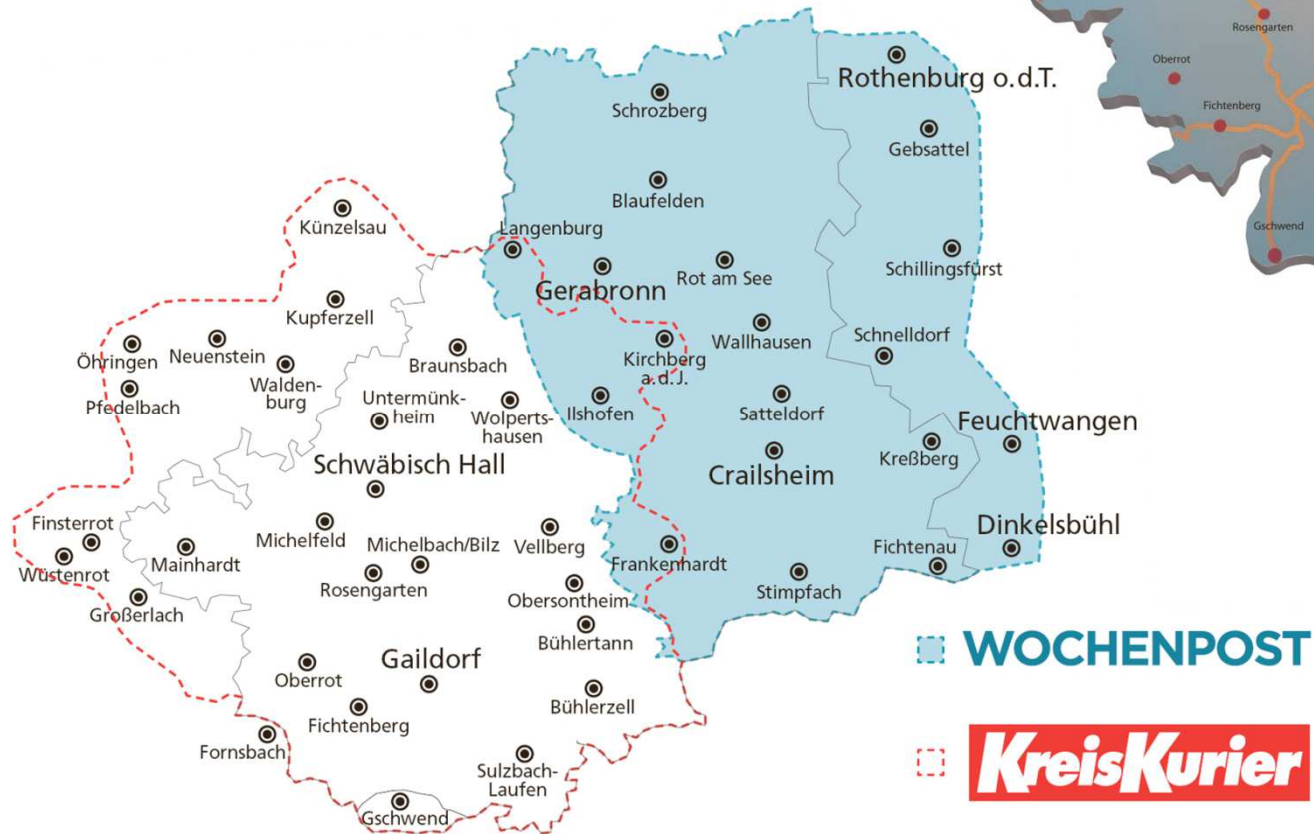 Rosengarten
Oberrot
Fichtenberg
Gschwend
Rothenburg o.d.T.
Schrozberg
Gebsattel
Blaufelden
Künzelsau
Langenburg
Schillingsfürst
Rot am See
Gerabronn
Kupferzell
Wallhausen
Schnelldorf
Öhringen
Neuenstein
Braunsbach
Kirchberg
a.d.J.
Walden-
burg
Pfedelbach
Untermünk-
heim
Wolperts-
hausen
Ilshofen
Satteldorf
Feuchtwangen
Kreßberg
Schwäbisch Hall
Crailsheim
Finsterrot
Michelfeld
Michelbach/Bilz
Vellberg
Dinkelsbühl
Fichtenau
Wüstenrot
Mainhardt
Frankenhardt
Rosengarten
Stimpfach
Großerlach
Obersontheim
Bühlertann
Gaildorf
Oberrot
Bühlerzell
Fichtenberg
Fornsbach
Sulzbach-
Laufen
Gschwend
WOCHENPOST
KreisKurier